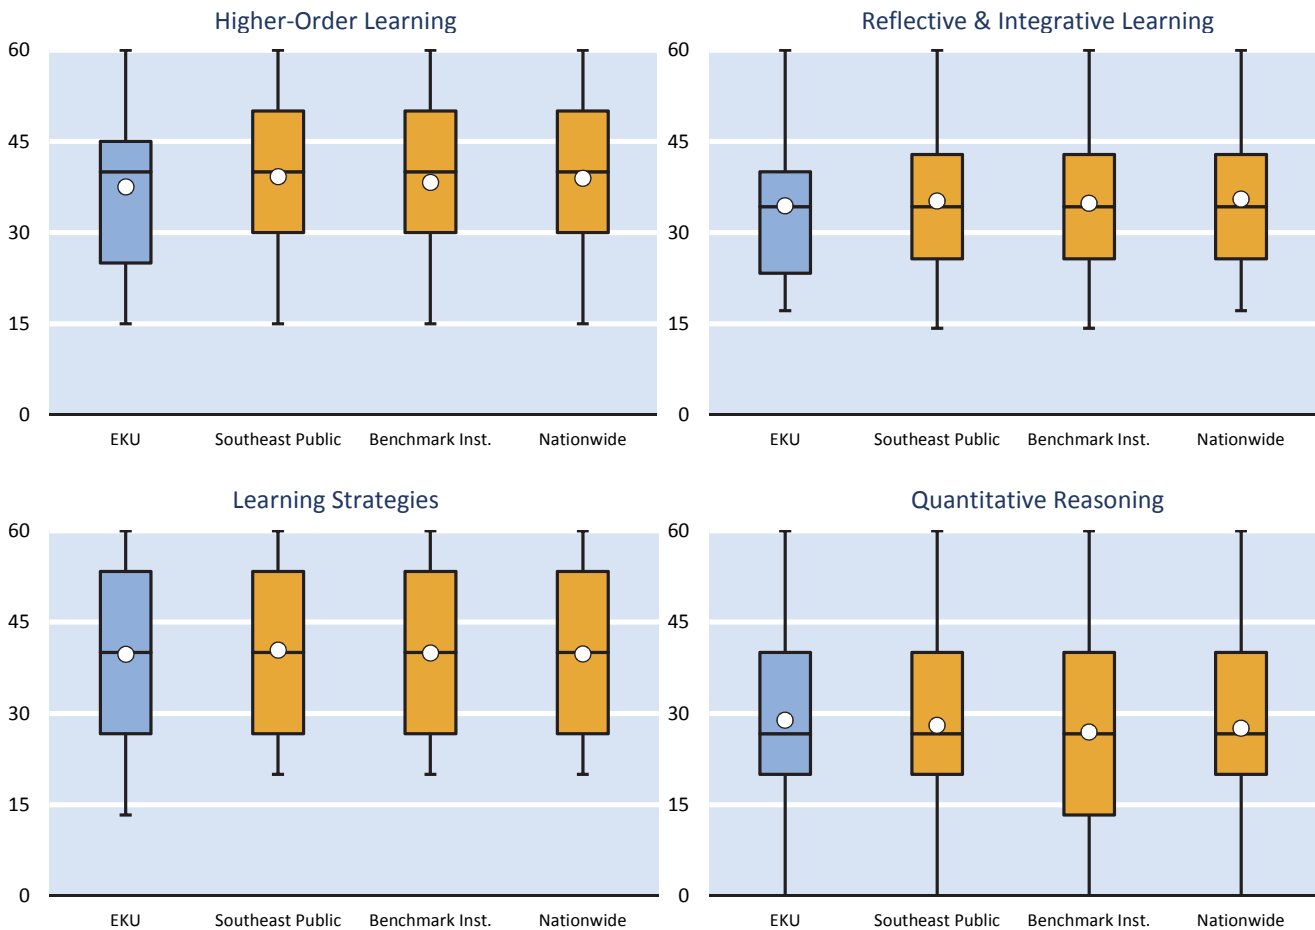 Higher-Order Learning
60
45
30
15
0
EKU Southeast Public Benchmark Inst. Nationwide
Reflective & Integrative Learning
60
45
30
15
0
EKU Southeast Public Benchmark Inst. Nationwide
Learning Strategies
60
45
30
15
0
EKU Southeast Public Benchmark Inst. Nationwide
Quantitative Reasoning
60
45
30
15
0
EKU Southeast Public Benchmark Inst. Nationwide